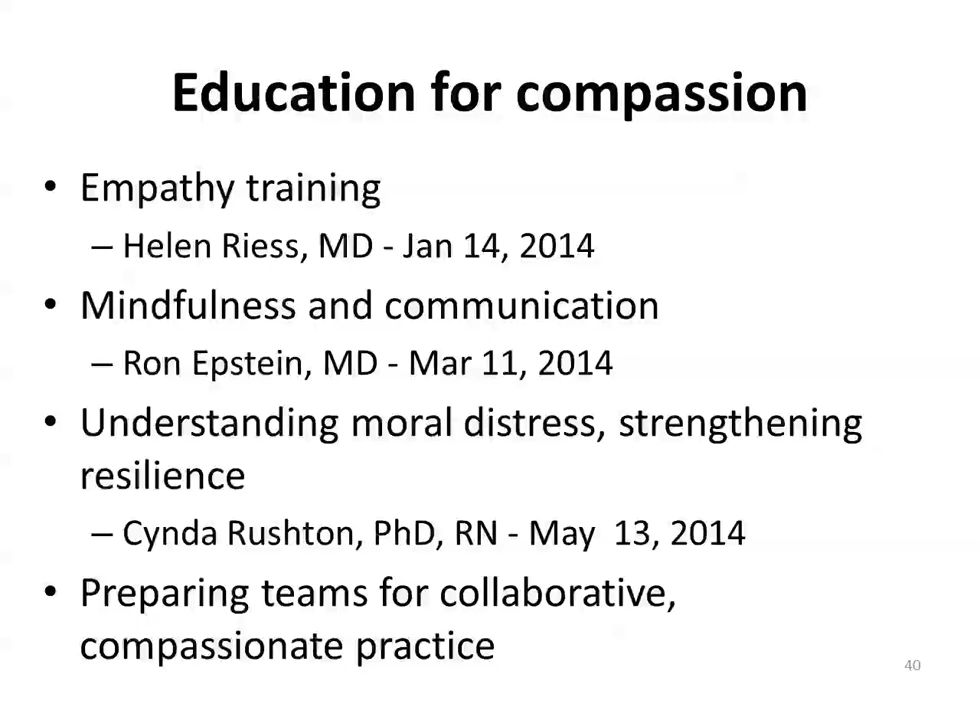 Education for compassion
• Empathy training
– Helen Riess, MD - Jan 14, 2014
• Mindfulness and communication
– Ron Epstein, MD - Mar 11, 2014
• Understanding moral distress, strengthening
resilience
– Cynda Rushton, PhD, RN - May  13, 2014
• Preparing teams for collaborative,
compassionate practice
40